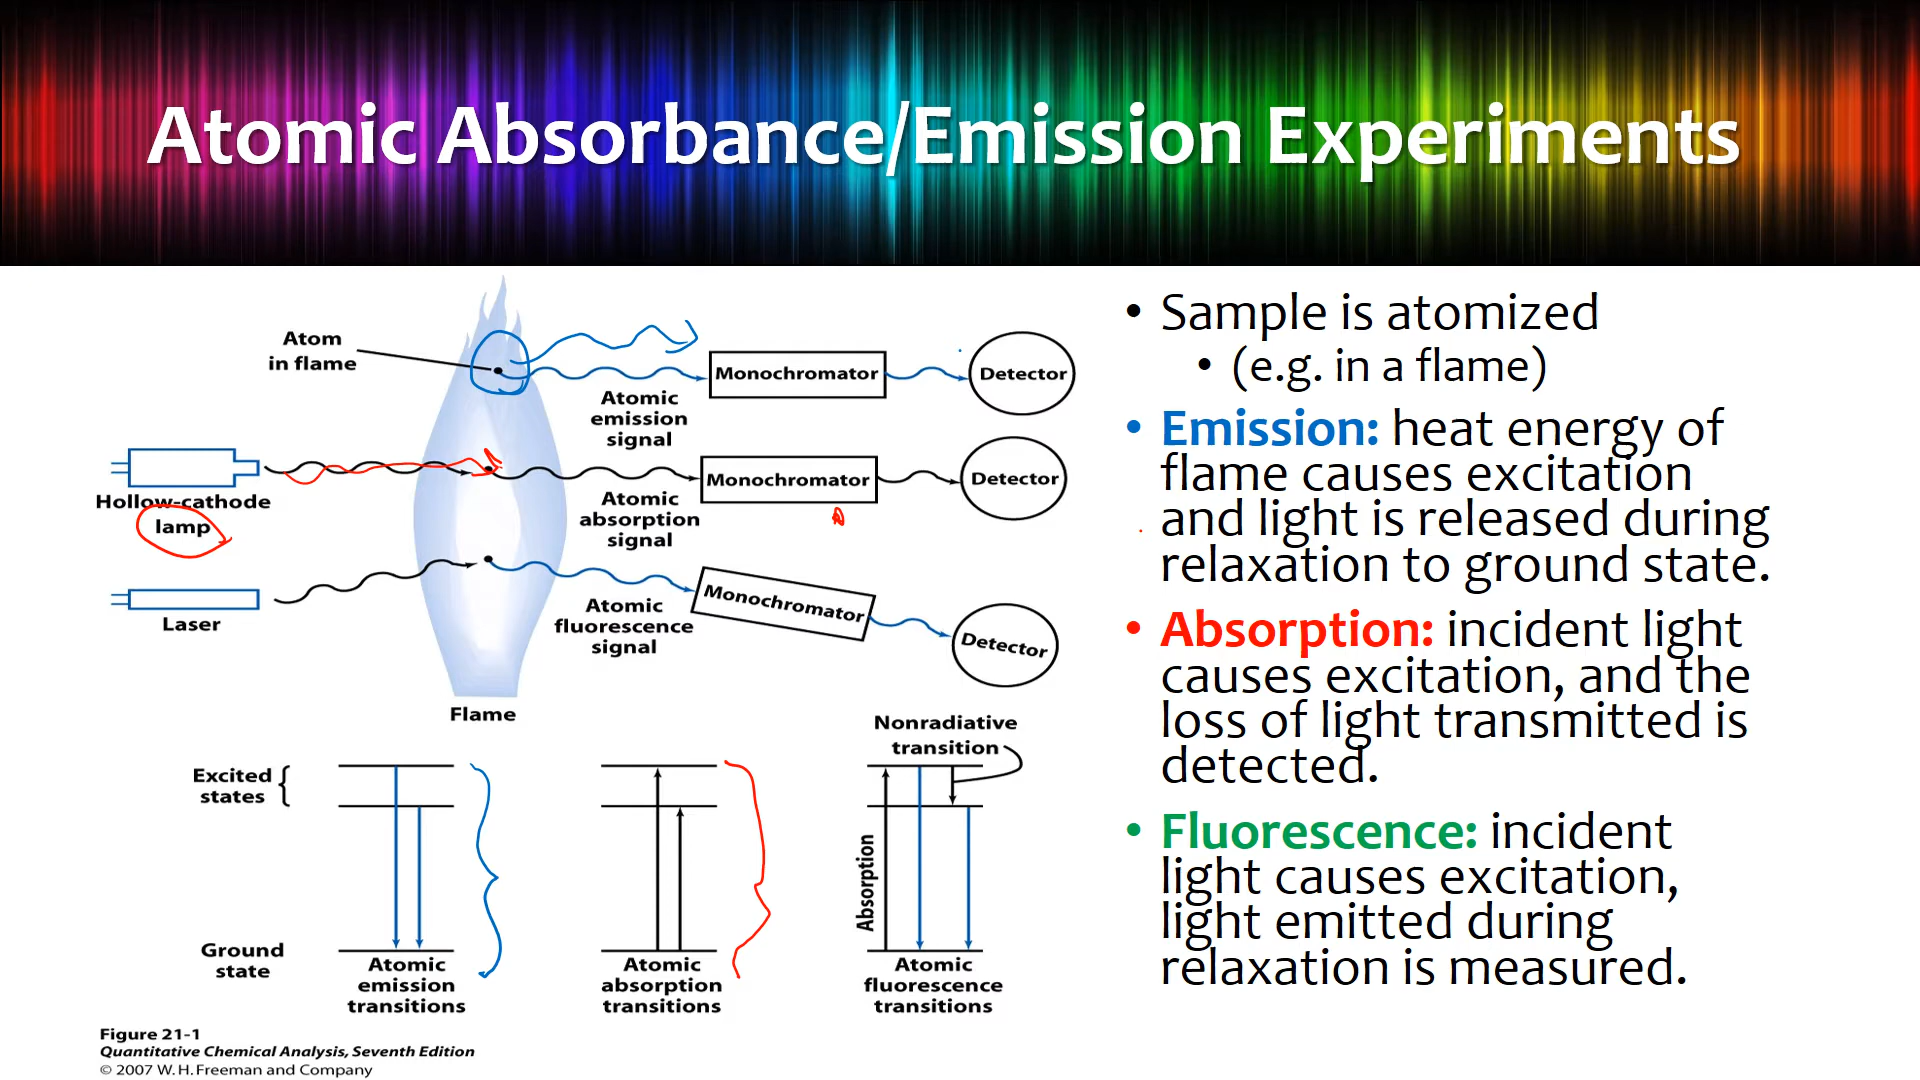 Atomic Absorbance/Emission Experiments
Atom
in flame
Monochromator
Detector
Atomic
emission
signal
Hollow-cathode
lamp
Monochromator
Detector
Atomic
absorption
signal
Laser
Monochromator
Detector
Atomic
fluorescence
signal
Flame
Excited
states
Ground
state
Atomic
emission
transitions
Atomic
absorption
transitions
Nonradiative
transition
Absorption
Atomic
fluorescence
transitions
Figure 21-1
Quantitative Chemical Analysis, Seventh Edition
© 2007 W. H. Freeman and Company
• Sample is atomized
• (e.g. in a flame)
• Emission: heat energy of
flame causes excitation
and light is released during
relaxation to ground state.
• Absorption: incident light
causes excitation, and the
loss of light transmitted is
detected.
• Fluorescence: incident
light causes excitation,
light emitted during
relaxation is measured.